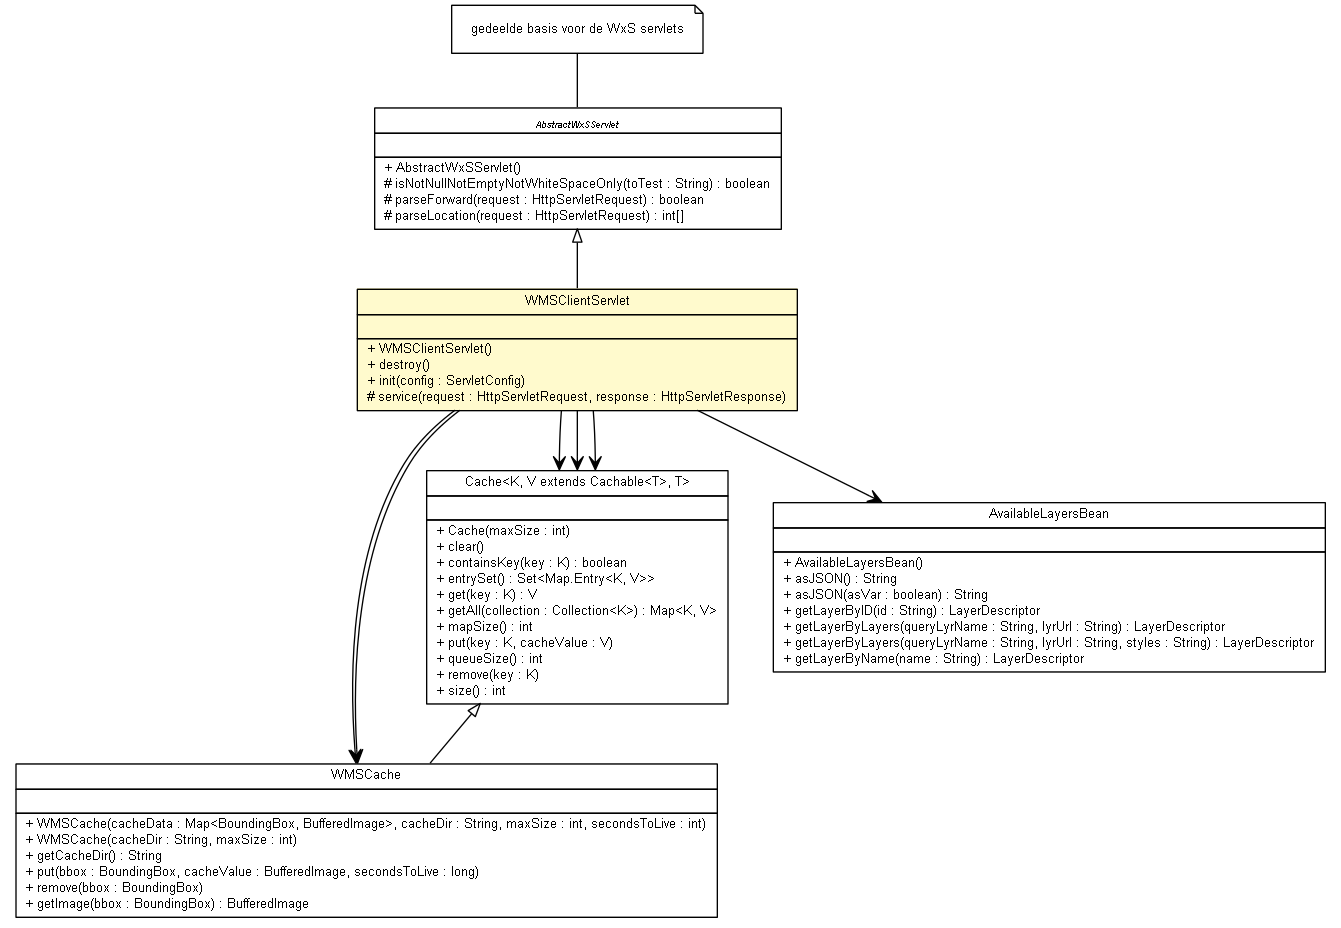 gedeelde basis voor de WxS servlets
AbstractWxSServlet
+ AbstractWxSServlet()
# isNotNullNotEmptyNotWhiteSpaceOnly(toTest : String) : boolean
# parseForward(request : HttpServletRequest) : boolean
# parseLocation(request : HttpServletRequest) : int[]
WMSClientServlet
+ WMSClientServlet()
+ destroy()
+ init(config : ServletConfig)
# service(request : HttpServletRequest, response : HttpServletResponse)
Cache<K, V extends Cachable<T>, T>
+ Cache(maxSize : int)
+ clear()
+ containsKey(key : K) : boolean
+ entrySet() : Set<Map.Entry<K, V>>
+ get(key : K) : V
+ getAll(collection : Collection<K>) : Map<K, V>
+ mapSize() : int
+ put(key : K, cacheValue : V)
+ queueSize() : int
+ remove(key : K)
+ size() : int
AvailableLayersBean
+ AvailableLayersBean()
+ asJSON() : String
+ asJSON(asVar : boolean) : String
+ getLayerByID(id : String) : LayerDescriptor
+ getLayerByLayers(queryLyrName : String, lyrUrl : String) : LayerDescriptor
+ getLayerByLayers(queryLyrName : String, lyrUrl : String, styles : String) : LayerDescriptor
+ getLayerByName(name : String) : LayerDescriptor
WMSCache
+ WMSCache(cacheData : Map<BoundingBox, BufferedImage>, cacheDir : String, maxSize : int, secondsToLive : int)
+ WMSCache(cacheDir : String, maxSize : int)
+ getCacheDir() : String
+ put(bbox : BoundingBox, cacheValue : BufferedImage, secondsToLive : long)
+ remove(bbox : BoundingBox)
+ getImage(bbox : BoundingBox) : BufferedImage